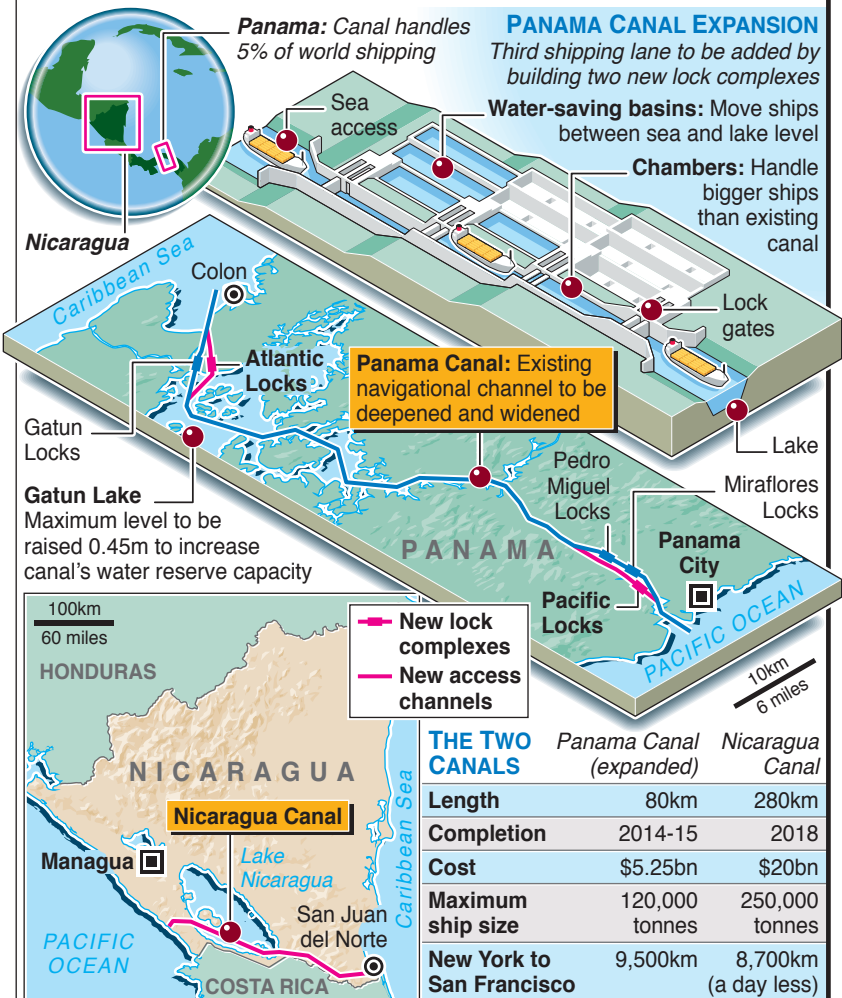 Panama: Canal handles
5% of world shipping
PANAMA CANAL EXPANSION
Third shipping lane to be added by
building two new lock complexes
Sea
access
Water-saving basins: Move ships
between sea and lake level
Chambers: Handle
bigger ships
than existing
canal
Nicaragua
Lock
gates
Lake
Caribbean Sea
Colon
Atlantic
Locks
Panama Canal: Existing
navigational channel to be
deepened and widened
Gatun
Locks
Gatun Lake
Maximum level to be
raised 0.45m to increase
canal's water reserve capacity
Pedro
Miguel
Locks
Miraflores
Locks
PANAMA
Panama
City
Pacific
Locks
PACIFIC OCEAN
10km
6 miles
New lock
complexes
New access
channels
100km
60 miles
HONDURAS
NICARAGUA
Nicaragua Canal
Managua
Lake
Nicaragua
Caribbean Sea
San Juan
del Norte
PACIFIC
OCEAN
COSTA RICA
THE TWO CANALS Panama Canal (expanded) Nicaragua Canal
Length 80km 280km
Completion 2014-15 2018
Cost $5.25bn $20bn
Maximum ship size 120,000 tonnes 250,000 tonnes
New York to San Francisco 9,500km 8,700km (a day less)